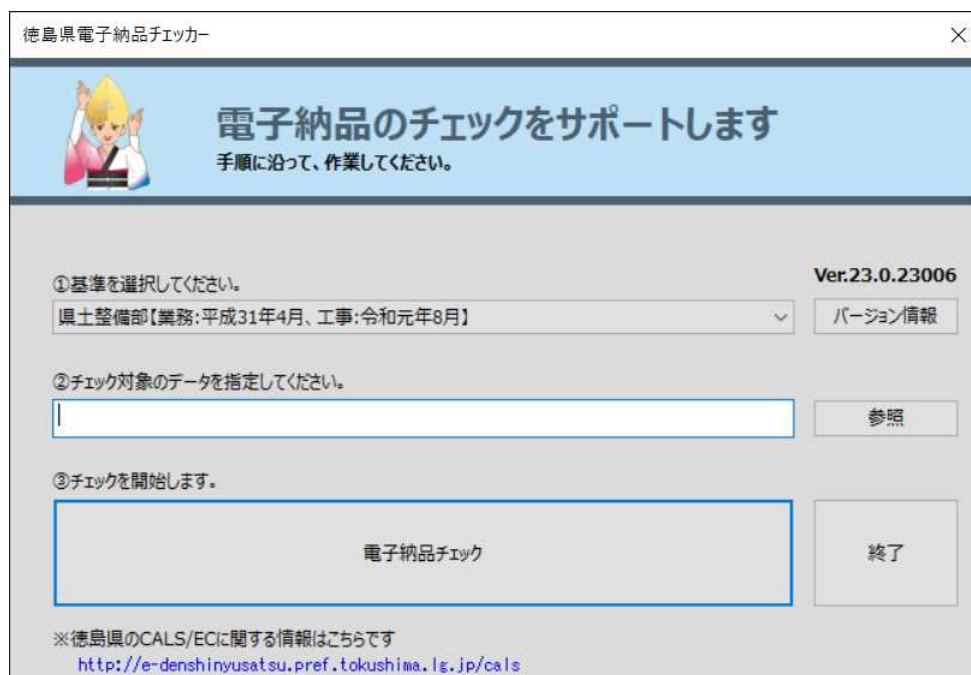 徳島県電子納品チェッカー
電子納品のチェックをサポートします
手順に沿って、作業してください。
①基準を選択してください。
Ver.23.0.23006
県土整備部【業務:平成31年4月、工事:令和元年8月】
バージョン情報
②チェック対象のデータを指定してください。
参照
③チェックを開始します。
電子納品チェック
終了
※徳島県のCALS/ECに関する情報はこちらです
http://e-denshinyusatsu.pref.tokushima.lg.jp/cals